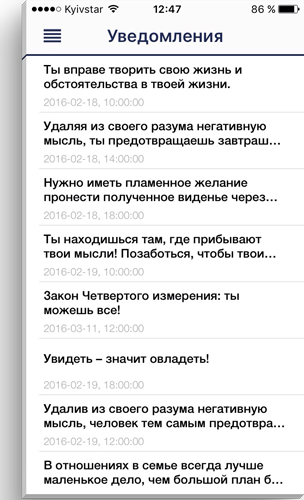 Kyivstar 12:47 86 %
Уведомления
Ты вправе творить свою жизнь и
обстоятельства в твоей жизни.
2016-02-18, 10:00:00
Удаляя из своего разума негативную
мысль, ты предотвращаешь завтраш...
2016-02-18, 14:00:00
Нужно иметь пламенное желание
пронести полученное виденье через...
2016-02-18, 18:00:00
Ты находишься там, где прибывают
твои мысли! Позаботься, чтобы твои...
2016-02-19, 10:00:00
Закон Четвертого измерения: ты
можешь все!
2016-03-11, 12:00:00
Увидеть – значит овладеть!
2016-02-19, 18:00:00
Удалив из своего разума негативную
мысль, человек тем самым предотвра...
2016-02-19, 12:00:00
В отношениях в семье всегда лучше
маленькое дело, чем большой план б...